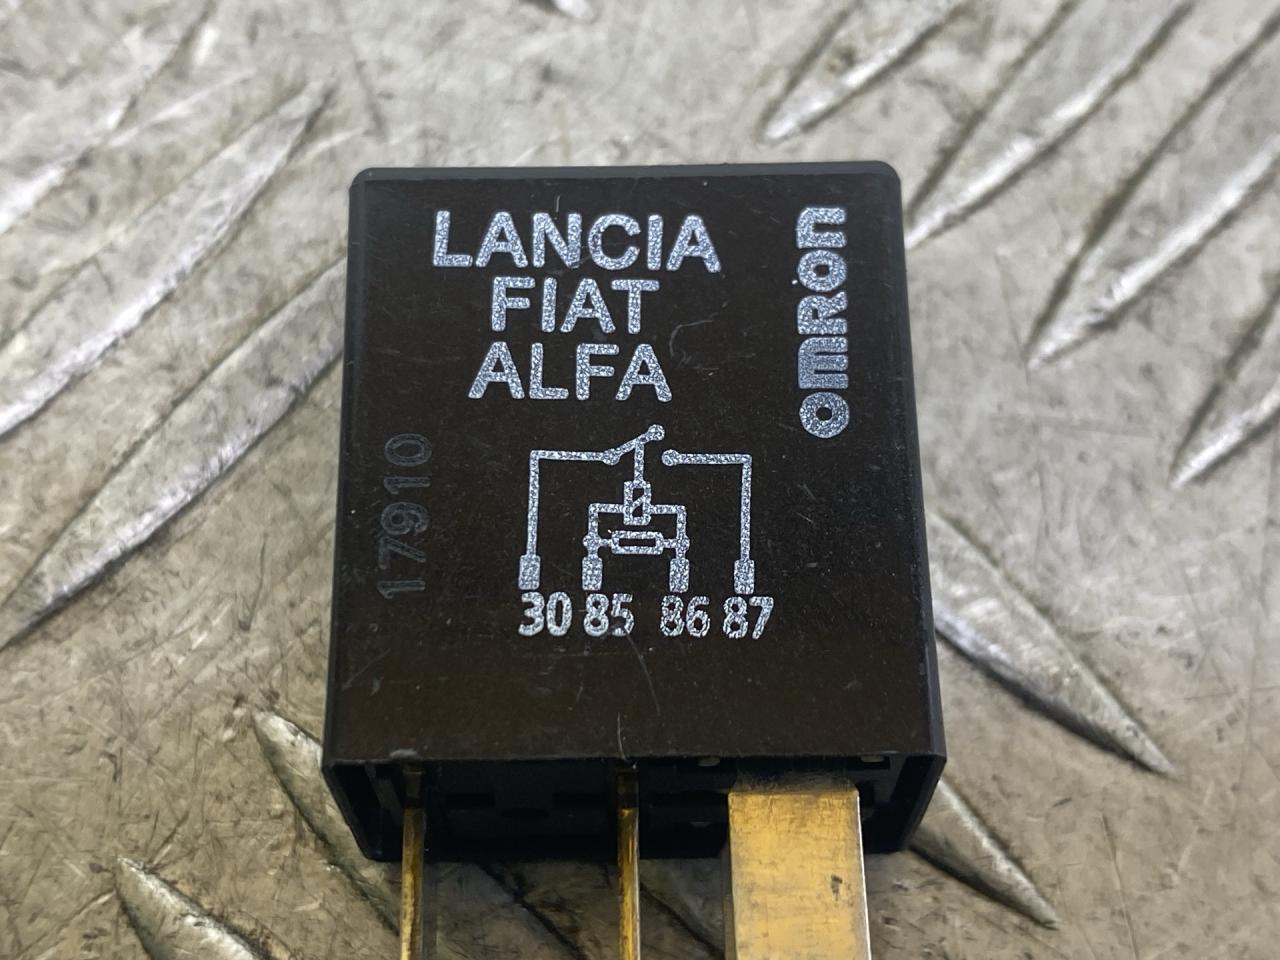 LANCIA
FIAT
ALFA
OMRON
17910
30 85 86 87